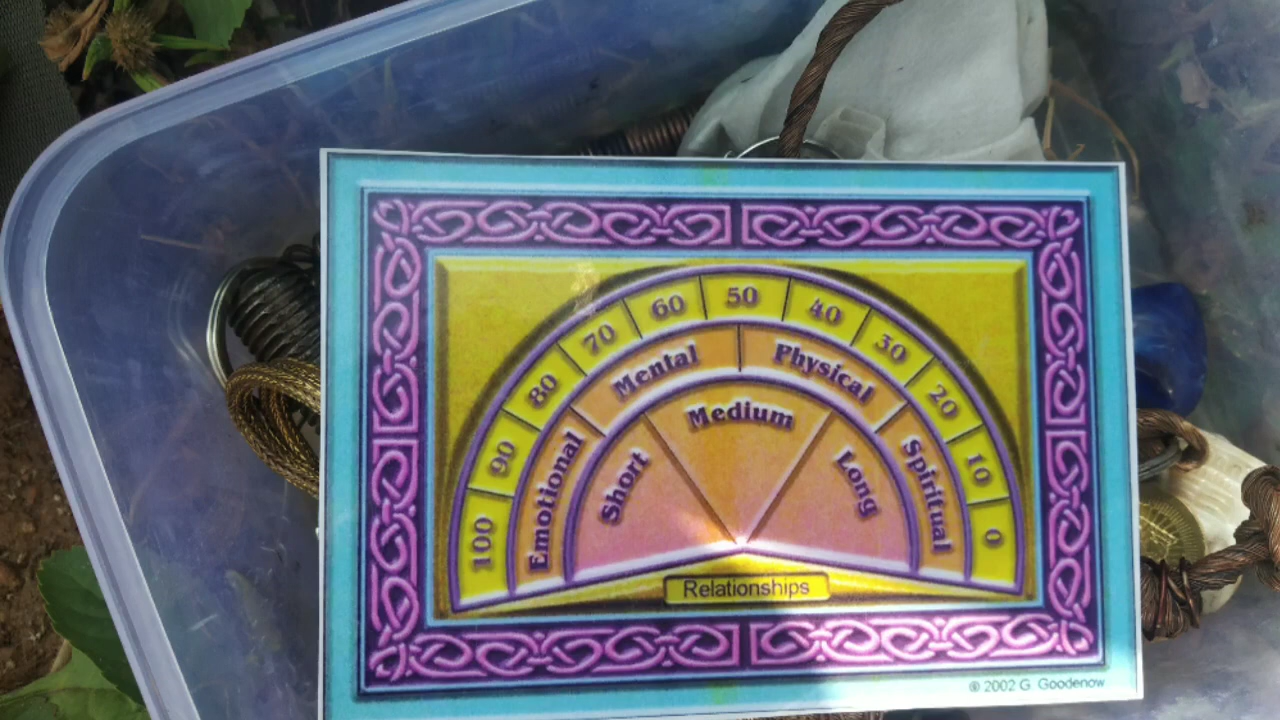 100 90 80 70 60 50 40 30 20 10 0
Emotional Mental Physical Spiritual
Short Medium Long
Relationships
® 2002 G Goodenow